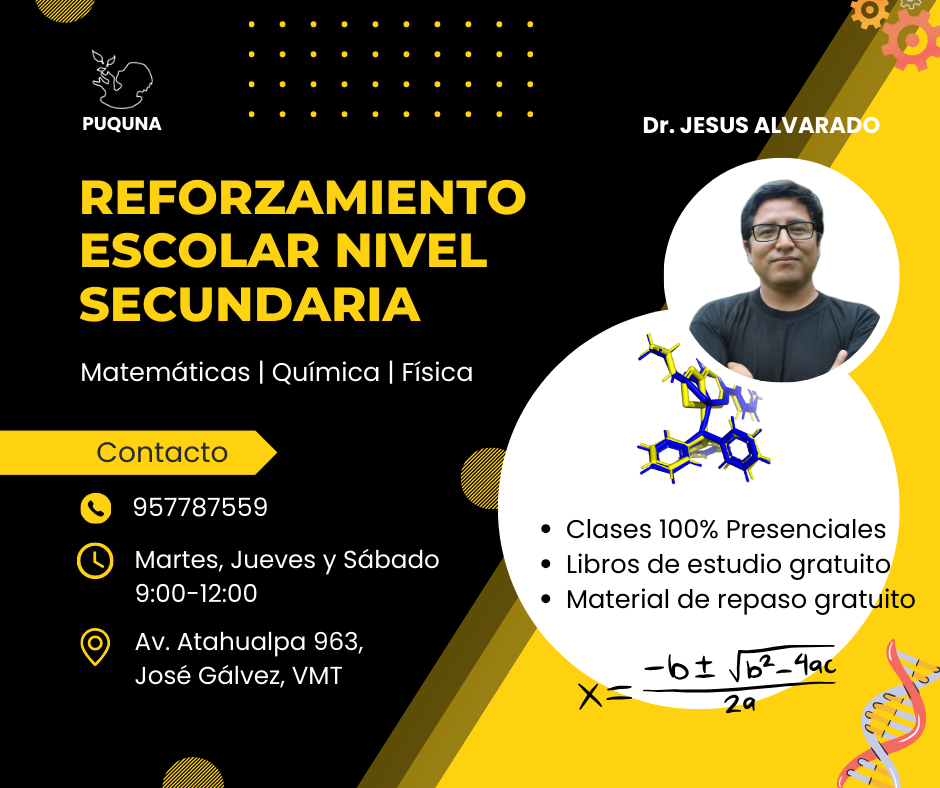 PUQUNA
Dr. JESUS ALVARADO
REFORZAMIENTO
ESCOLAR NIVEL
SECUNDARIA
Matemáticas | Química | Física
Contacto
957787559
Martes, Jueves y Sábado
9:00-12:00
Av. Atahualpa 963,
José Gálvez, VMT
• Clases 100% Presenciales
• Libros de estudio gratuito
• Material de repaso gratuito
x = (-b ± √(b² - 4ac)) / 2a